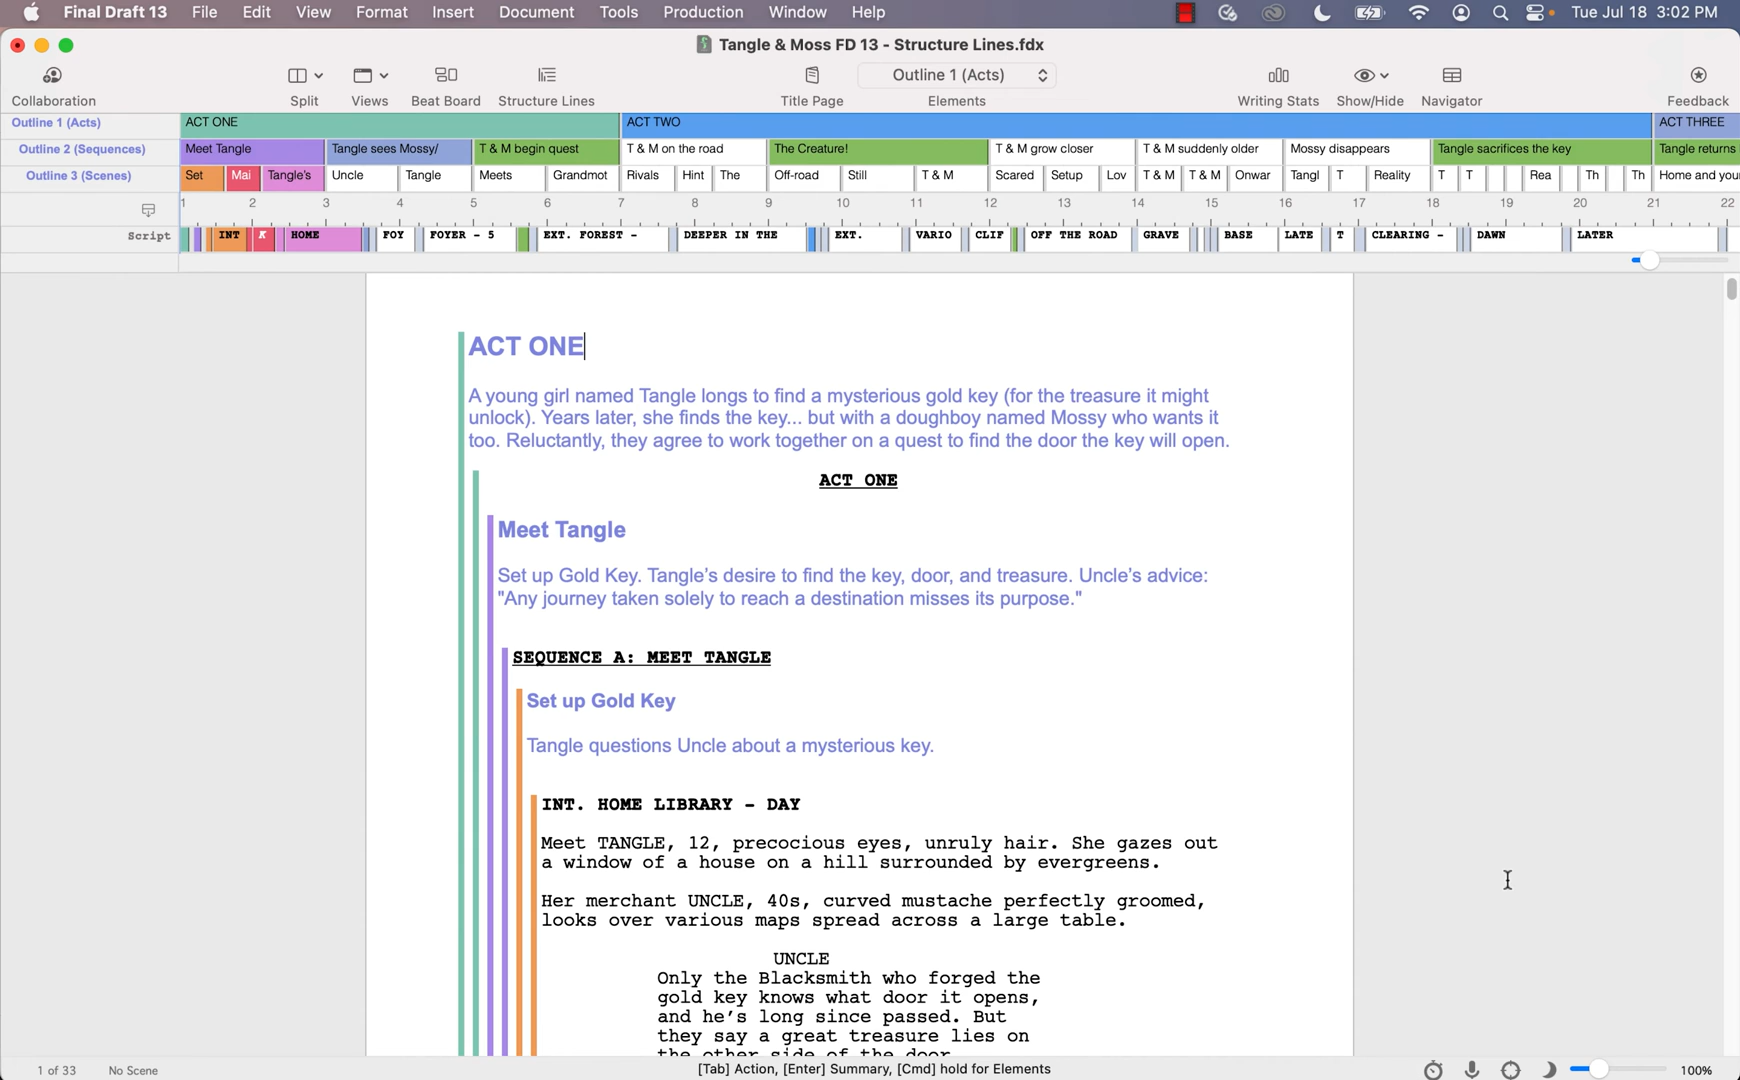 Final Draft 13 File Edit View Format Insert Document Tools Production Window Help Tue Jul 18 3:02 PM
Tangle & Moss FD 13 - Structure Lines.fdx
Outline 1 (Acts)
Collaboration Split Views Beat Board Structure Lines Title Page Elements Writing Stats Show/Hide Navigator Feedback
Outline 1 (Acts) ACT ONE ACT TWO ACT THREE
Outline 2 (Sequences) Meet Tangle Tangle sees Mossy/ T & M begin quest T & M on the road The Creature! T & M grow closer T & M suddenly older Mossy disappears Tangle sacrifices the key Tangle returns
Outline 3 (Scenes) Set Mai Tangle's Uncle Tangle Meets Grandmot Rivals Hint The Off-road Still T & M Scared Setup Lov T & M T & M Onwar Tangl T Reality T T Rea Th Th Home and you
1 2 3 4 5 6 7 8 9 10 11 12 13 14 15 16 17 18 19 20 21 22
Script INT K HOME FOY FOYER - 5 EXT. FOREST - DEEPER IN THE EXT. VARIO CLIF OFF THE ROAD GRAVE BASE LATE T CLEARING - DAWN LATER
ACT ONE
A young girl named Tangle longs to find a mysterious gold key (for the treasure it might
unlock). Years later, she finds the key... but with a doughboy named Mossy who wants it
too. Reluctantly, they agree to work together on a quest to find the door the key will open.
ACT ONE
Meet Tangle
Set up Gold Key. Tangle's desire to find the key, door, and treasure. Uncle's advice:
"Any journey taken solely to reach a destination misses its purpose."
SEQUENCE A: MEET TANGLE
Set up Gold Key
Tangle questions Uncle about a mysterious key.
INT. HOME LIBRARY - DAY
Meet TANGLE, 12, precocious eyes, unruly hair. She gazes out
a window of a house on a hill surrounded by evergreens.
Her merchant UNCLE, 40s, curved mustache perfectly groomed,
looks over various maps spread across a large table.
UNCLE
Only the Blacksmith who forged the
gold key knows what door it opens,
and he's long since passed. But
they say a great treasure lies on
the other side of the door.
1 of 33 No Scene [Tab] Action, [Enter] Summary, [Cmd] hold for Elements 100%